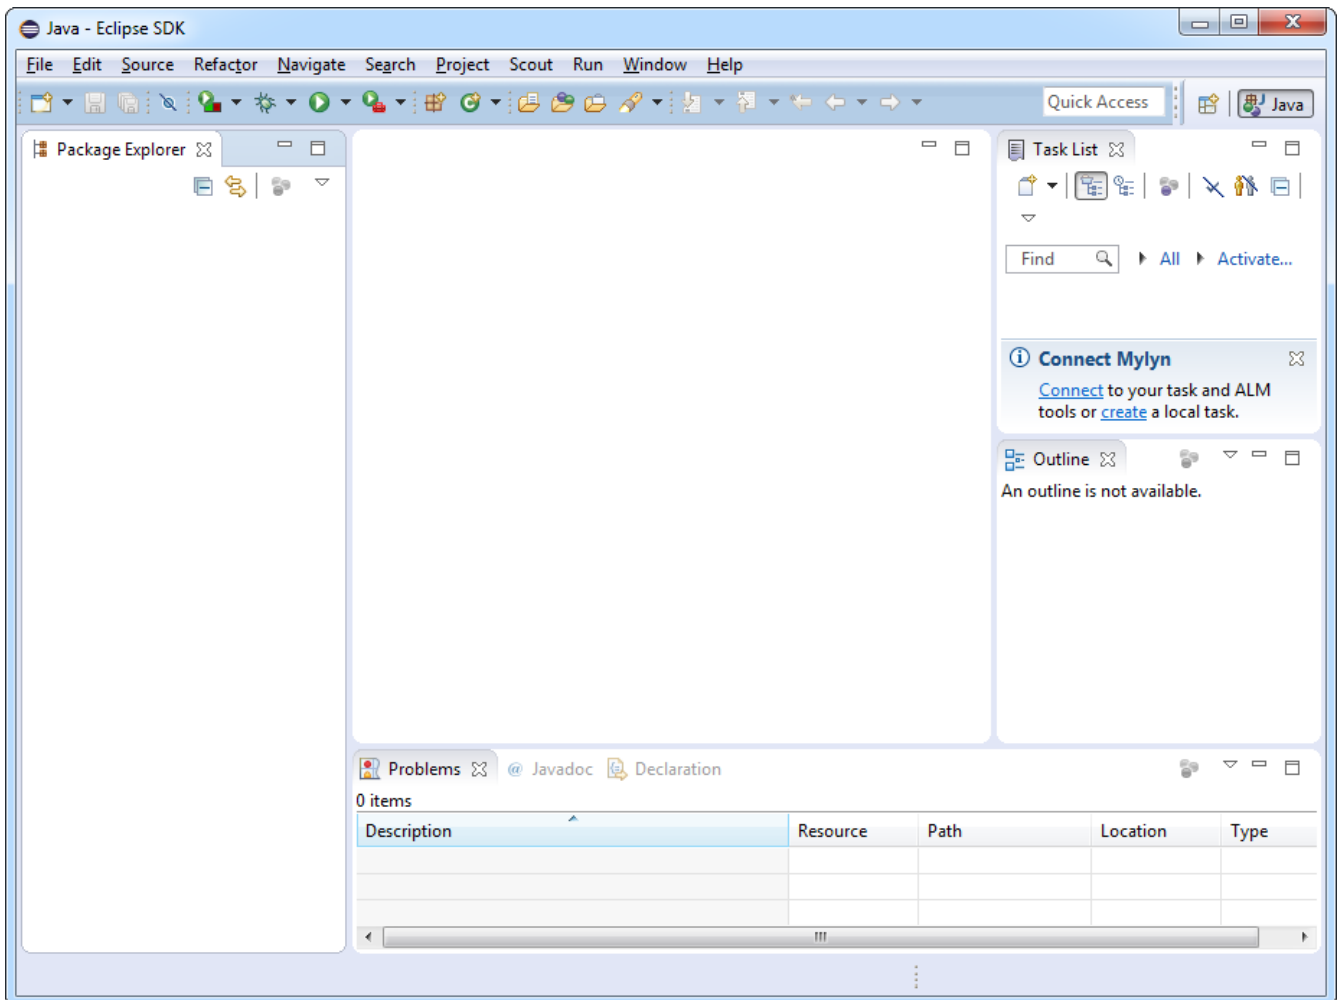 Java - Eclipse SDK
File Edit Source Refactor Navigate Search Project Scout Run Window Help
Quick Access
Java
Package Explorer
Task List
Find
All
Activate...
Connect Mylyn
Connect to your task and ALM
tools or create a local task.
Outline
An outline is not available.
Problems @ Javadoc Declaration
0 items
Description Resource Path Location Type